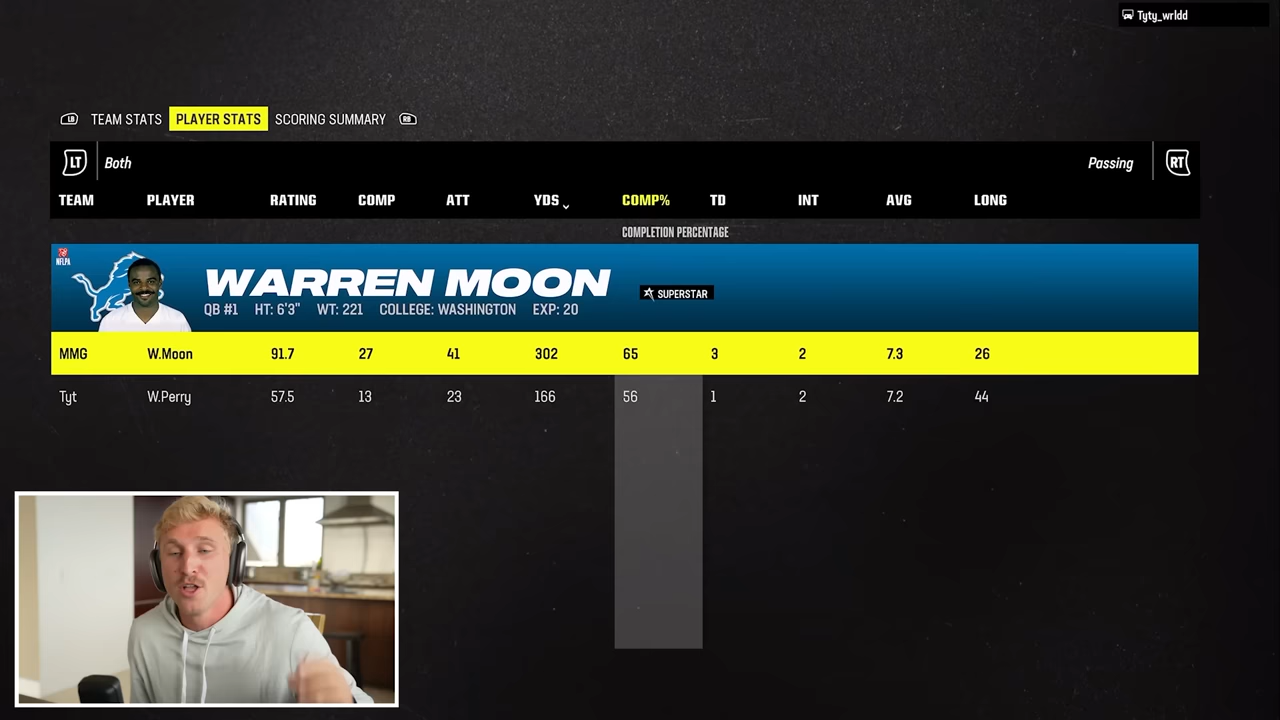 Tyty_wrldd
LB TEAM STATS PLAYER STATS SCORING SUMMARY RB
LT Both Passing RT
TEAM PLAYER RATING COMP ATT YDS COMP% TD INT AVG LONG
COMPLETION PERCENTAGE
NFLPA
WARREN MOON
SUPERSTAR
QB #1 HT: 6'3" WT: 221 COLLEGE: WASHINGTON EXP: 20
MMG W.Moon 91.7 27 41 302 65 3 2 7.3 26
Tyt W.Perry 57.5 13 23 166 56 1 2 7.2 44